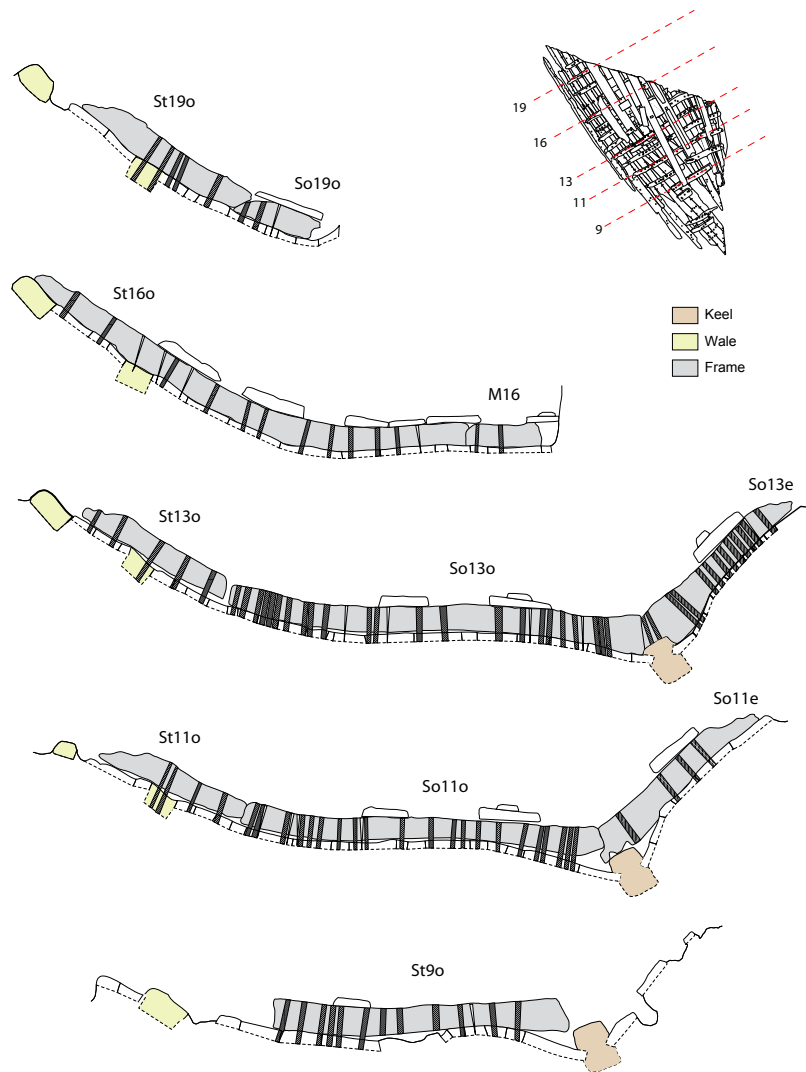 St19o
So19o
19
16
13
11
9
St16o
M16
Keel
Wale
Frame
St13o
So13o
So13e
St11o
So11o
So11e
St9o